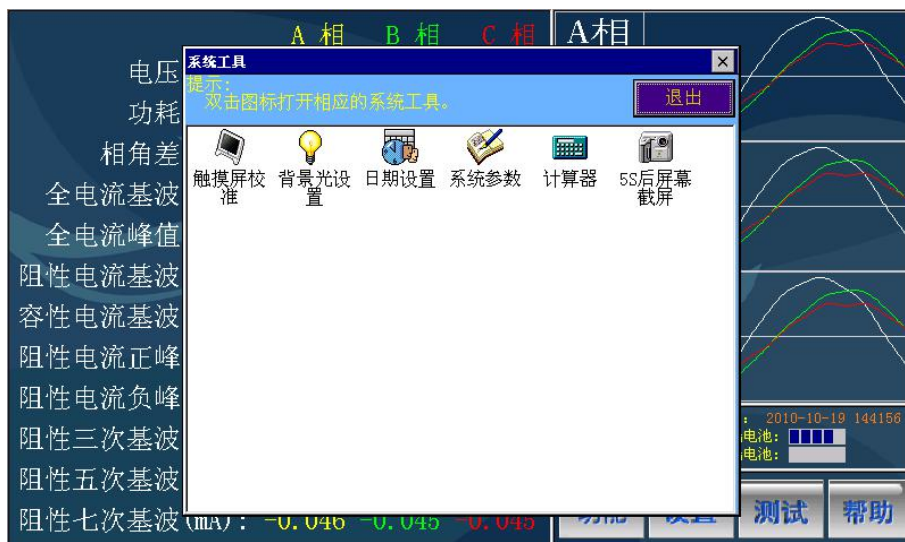 A 相 B 相 C 相 A相
系统工具
提示:
双击图标打开相应的系统工具。
退出
触摸屏校准
背景光设置
日期设置
系统参数
计算器
5S后屏幕截屏
电压
功耗
相角差
全电流基波
全电流峰值
阻性电流基波
容性电流基波
阻性电流正峰
阻性电流负峰
阻性三次基波
阻性五次基波
阻性七次基波(mA): -0.046 -0.045 -0.045
: 2010-10-19 144156
电池:
电池:
功能 设置 测试 帮助